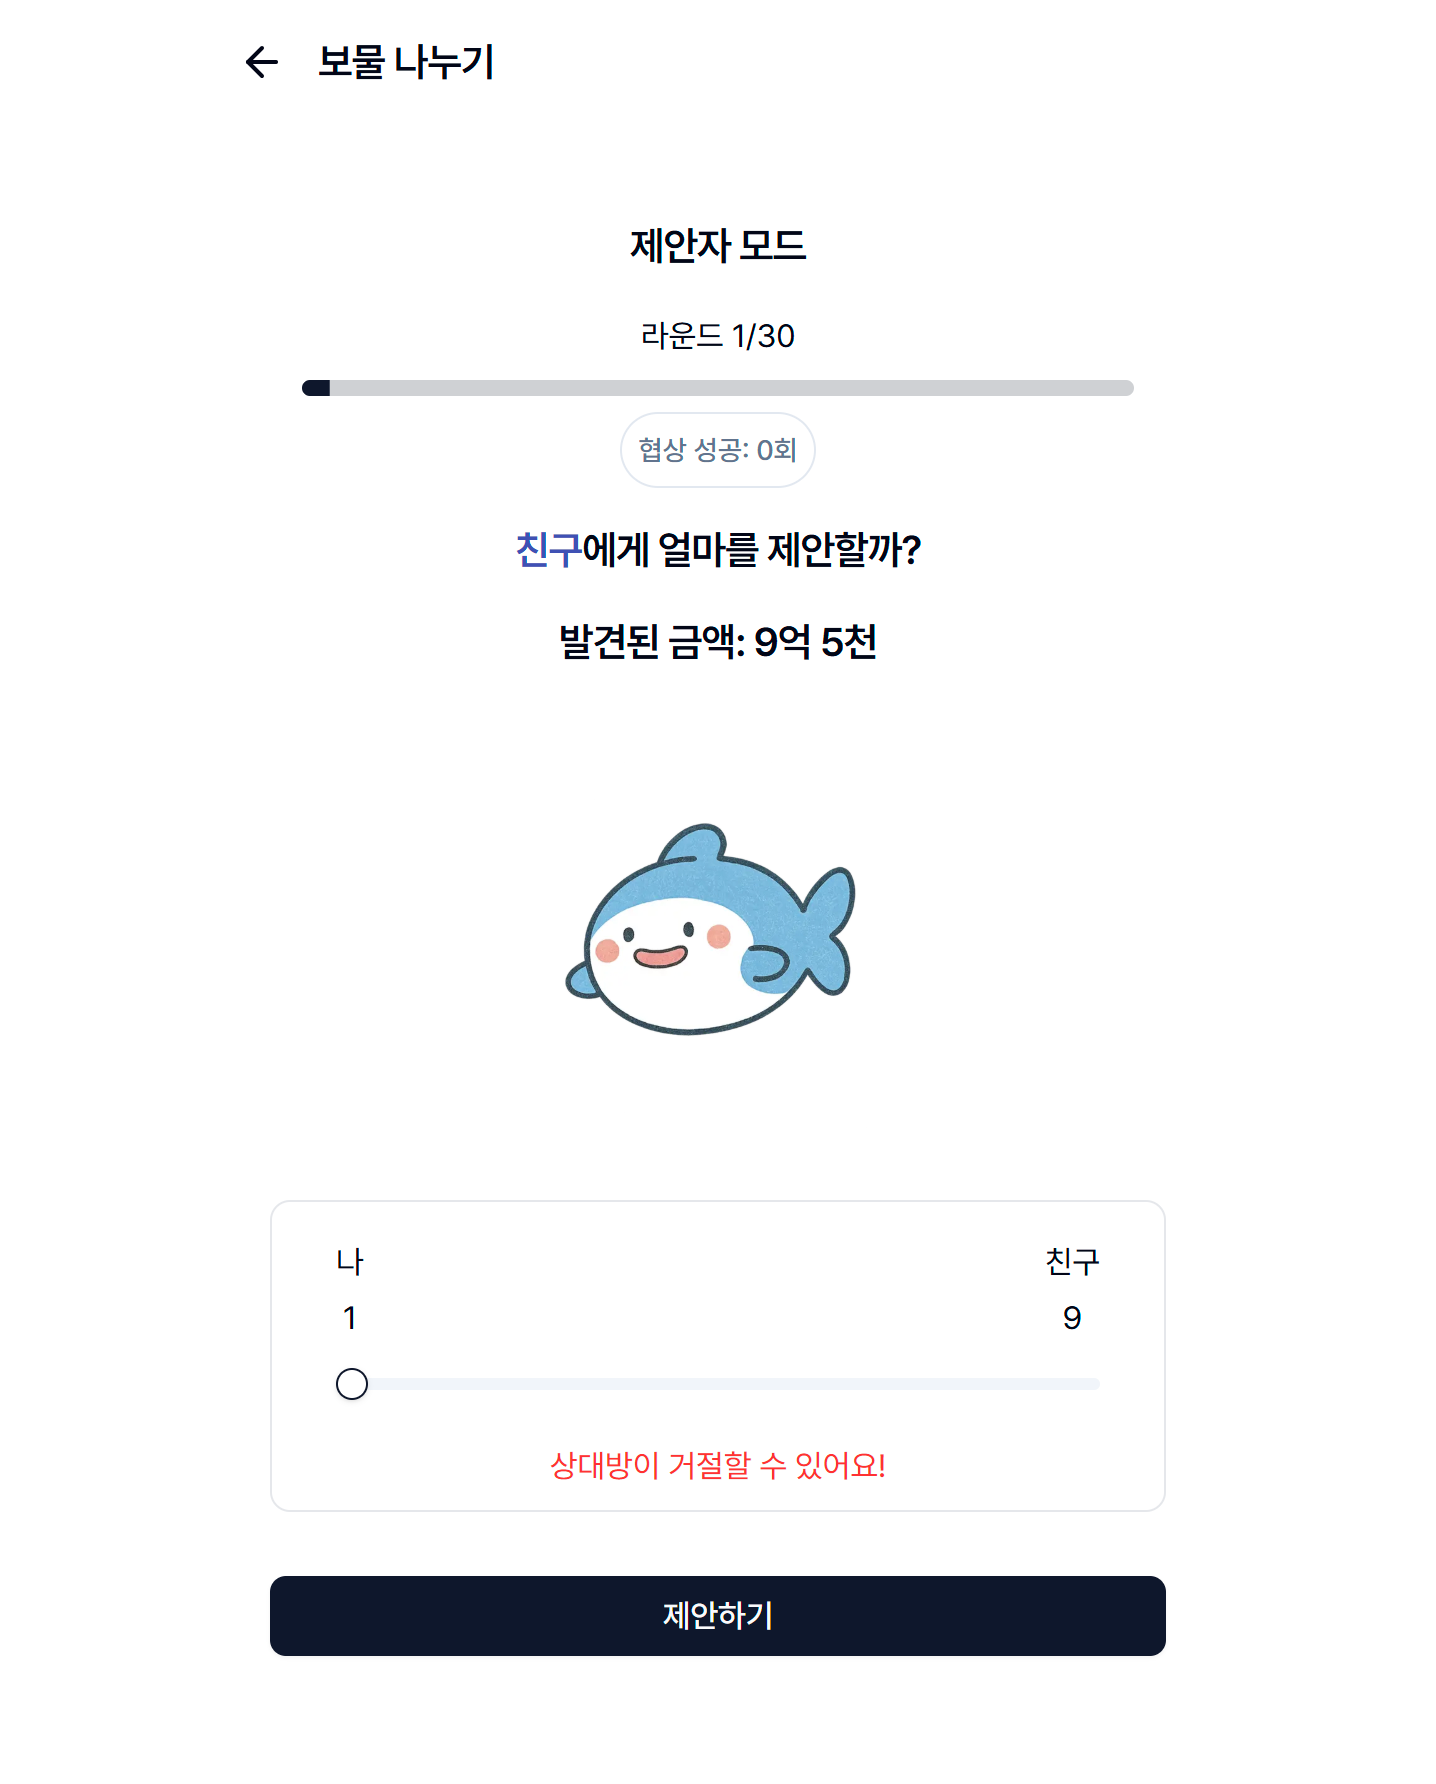 보물 나누기
제안자 모드
라운드 1/30
협상 성공: 0회
친구에게 얼마를 제안할까?
발견된 금액: 9억 5천
나 친구
1 9
상대방이 거절할 수 있어요!
제안하기